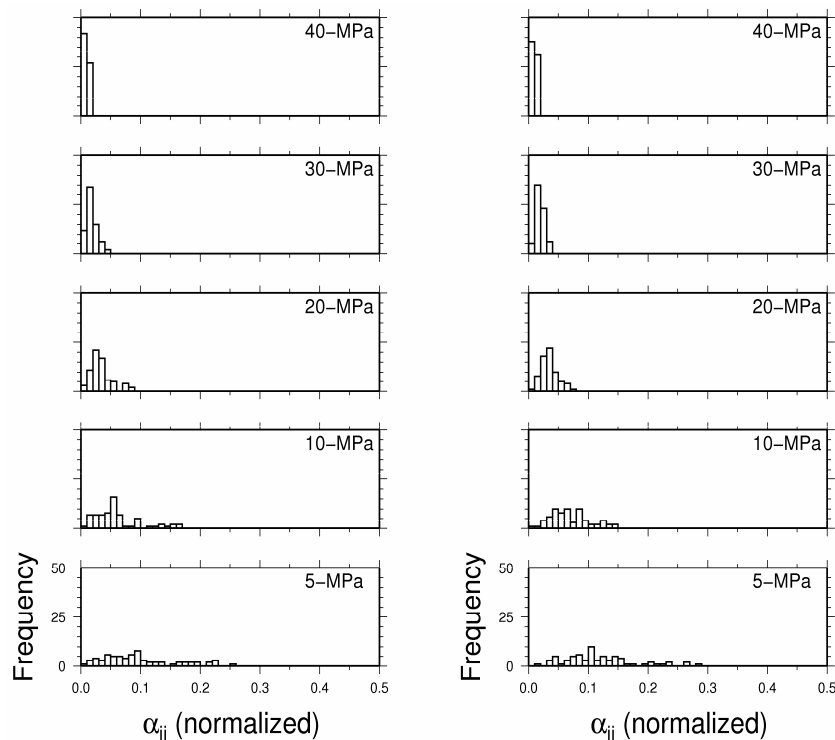 40-MPa 40-MPa
30-MPa 30-MPa
20-MPa 20-MPa
10-MPa 10-MPa
50 5-MPa 50 5-MPa
25 25
0 0
Frequency Frequency
0.0 0.1 0.2 0.3 0.4 0.5 0.0 0.1 0.2 0.3 0.4 0.5
αii (normalized) αii (normalized)